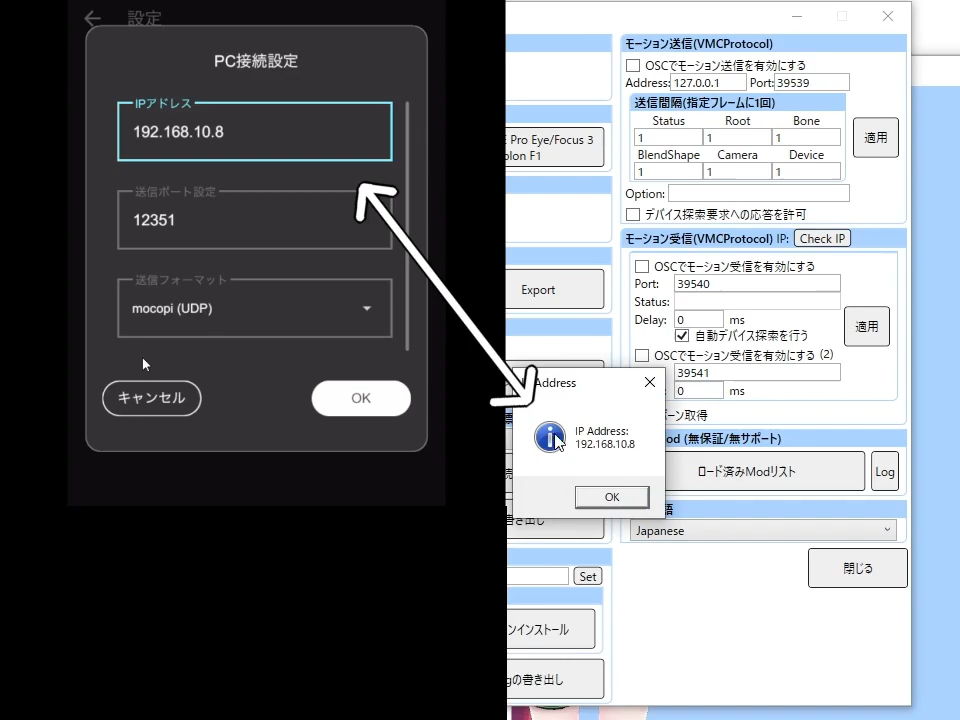 設定
PC接続設定
IPアドレス
192.168.10.8
送信ポート設定
12351
送信フォーマット
mocopi (UDP)
キャンセル
OK
Pro Eye/Focus 3
F1
Export
書き出し
Set
ンインストール
gの書き出し
モーション送信(VMCProtocol)
OSCでモーション送信を有効にする
Address: 127.0.0.1 Port: 39539
送信間隔(指定フレームに1回)
Status Root Bone
1 1 1
BlendShape Camera Device
1 1 1
適用
Option:
デバイス探索要求への応答を許可
モーション受信(VMCProtocol) IP: Check IP
OSCでモーション受信を有効にする
Port: 39540
Status:
Delay: 0 ms
自動デバイス探索を行う
適用
OSCでモーション受信を有効にする (2)
39541
0 ms
ーン取得
Address
IP Address:
192.168.10.8
OK
od (無保証/無サポート)
ロード済みModリスト
Log
語
Japanese
閉じる